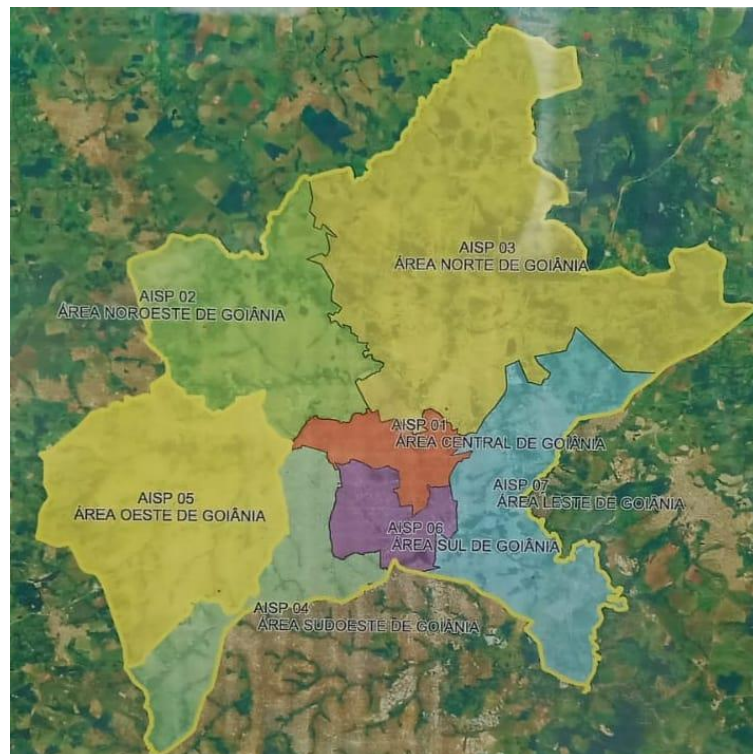 AISP 03
ÁREA NORTE DE GOIÂNIA
AISP 02
ÁREA NOROESTE DE GOIÂNIA
AISP 01
ÁREA CENTRAL DE GOIÂNIA
AISP 05
ÁREA OESTE DE GOIÂNIA
AISP 07
ÁREA LESTE DE GOIÂNIA
AISP 06
ÁREA SUL DE GOIÂNIA
AISP 04
ÁREA SUDOESTE DE GOIÂNIA